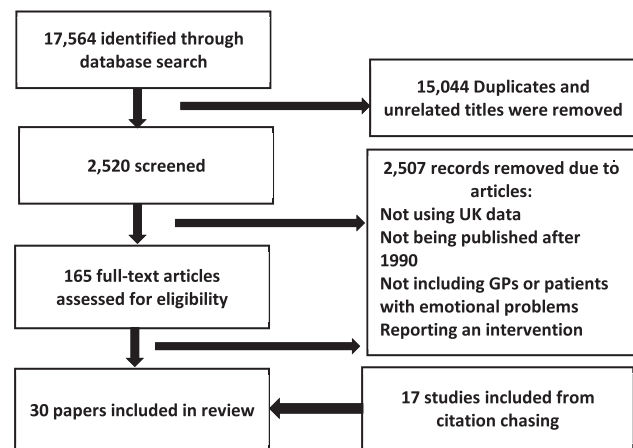 17,564 identified through
database search
15,044 Duplicates and
unrelated titles were removed
2,520 screened
2,507 records removed due to
articles:
Not using UK data
Not being published after
1990
Not including GPs or patients
with emotional problems
Reporting an intervention
165 full-text articles
assessed for eligibility
30 papers included in review
17 studies included from
citation chasing